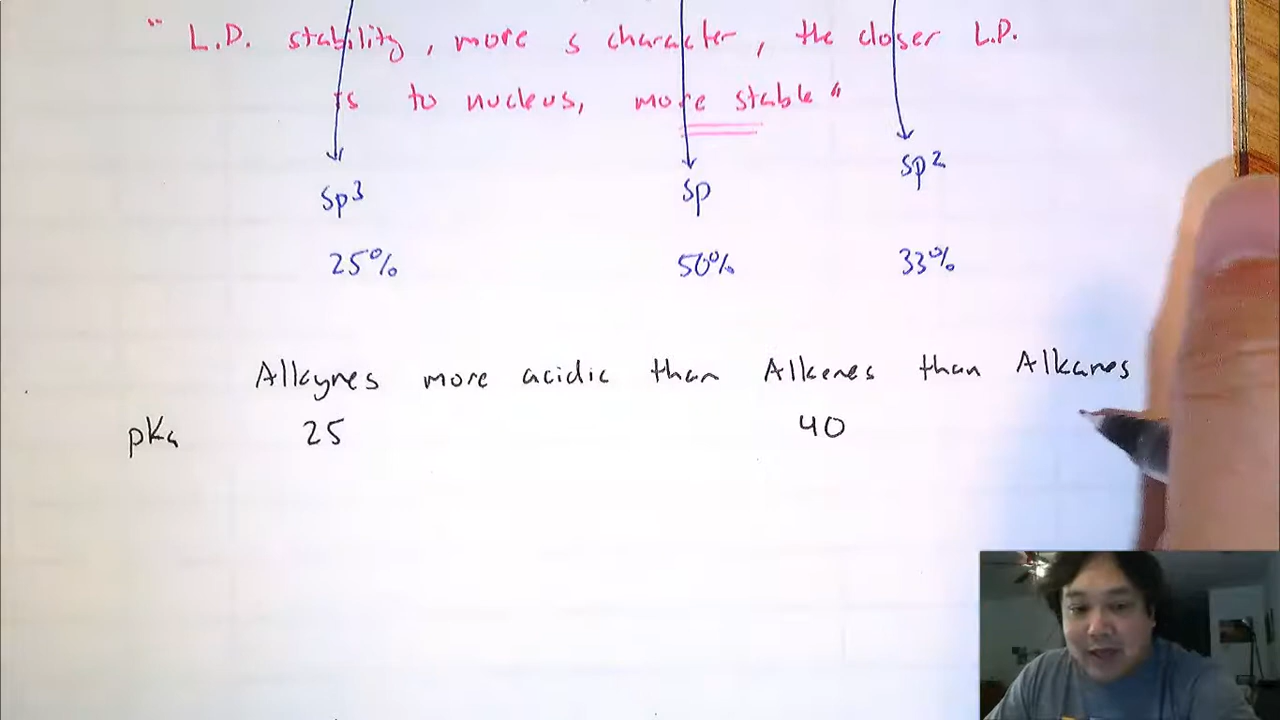 " L.D. stability, more s character, the closer L.P.
is to nucleus, more stable "
sp³ sp sp²
25% 50% 33%
Alkynes more acidic than Alkenes than Alkanes
pKa 25 40